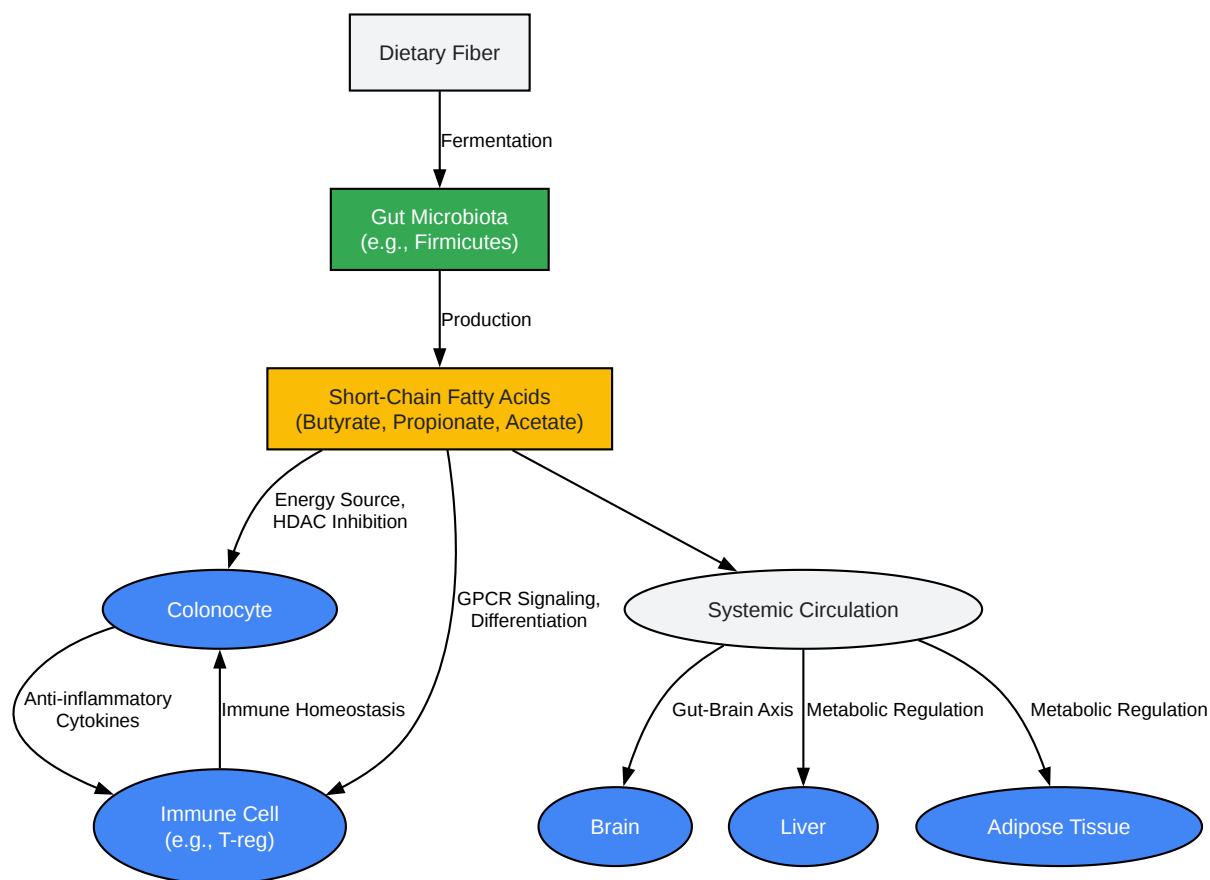 Dietary Fiber
Fermentation
Gut Microbiota
(e.g., Firmicutes)
Production
Short-Chain Fatty Acids
(Butyrate, Propionate, Acetate)
Energy Source,
HDAC Inhibition
GPCR Signaling,
Differentiation
Colonocyte
Systemic Circulation
Anti-inflammatory
Cytokines
Immune Homeostasis
Gut-Brain Axis
Metabolic Regulation
Metabolic Regulation
Immune Cell
(e.g., T-reg)
Brain
Liver
Adipose Tissue